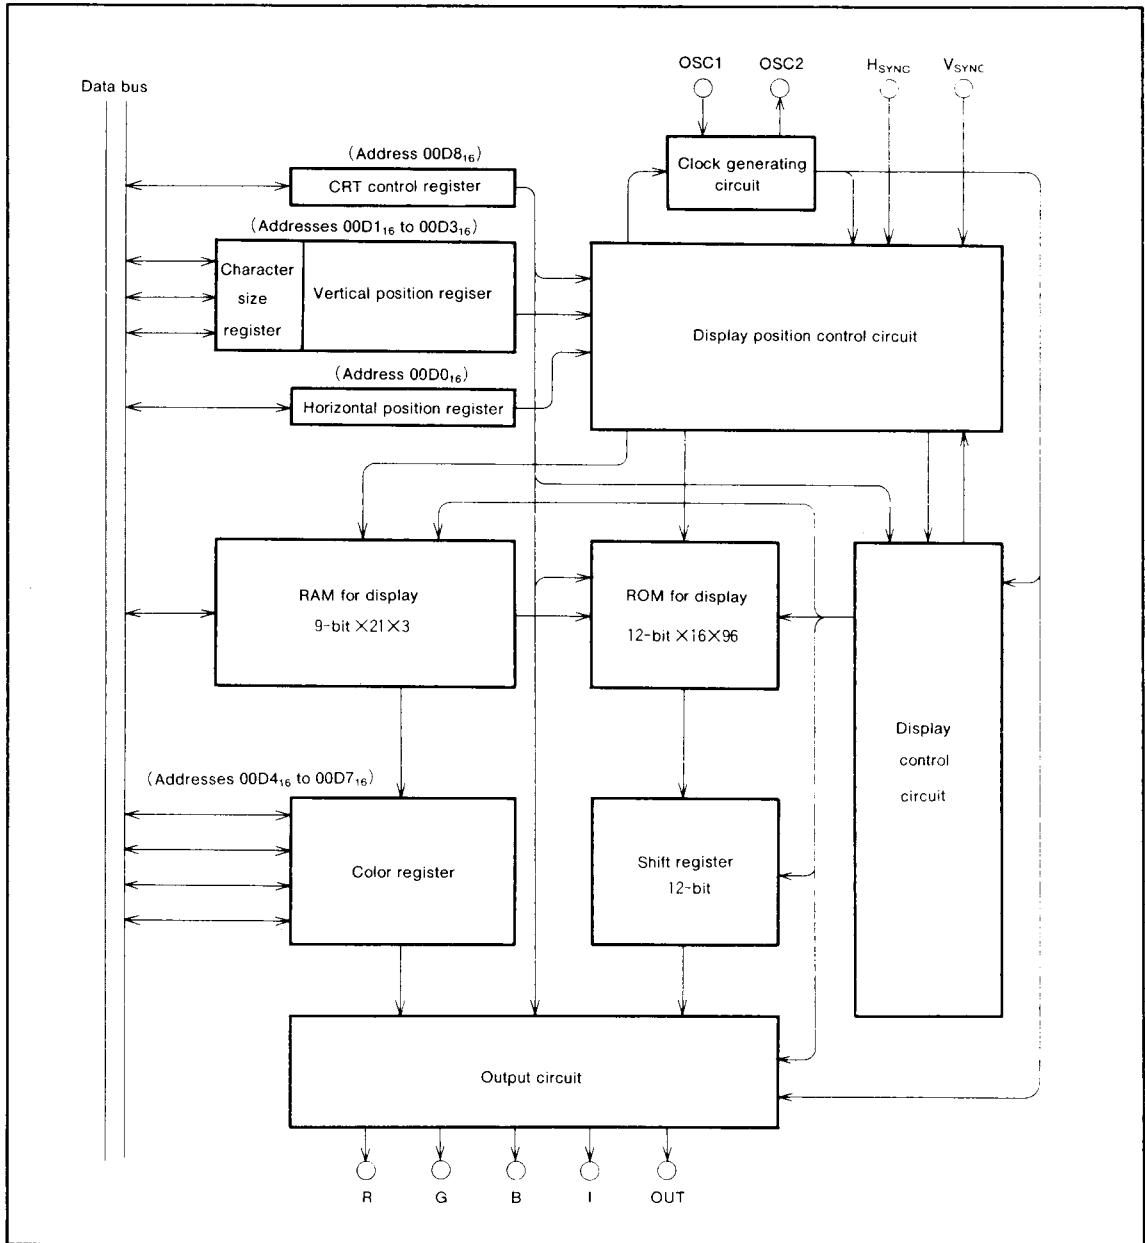 OSC1
OSC2
HSYNC
VSYNC
Data bus
(Address 00D8₁₆)
CRT control register
Clock generating
circuit
(Addresses 00D1₁₆ to 00D3₁₆)
Character
size
register
Vertical position regiser
Display position control circuit
(Address 00D0₁₆)
Horizontal position register
RAM for display
9-bit ×21×3
ROM for display
12-bit ×16×96
Display
control
circuit
(Addresses 00D4₁₆ to 00D7₁₆)
Color register
Shift register
12-bit
Output circuit
R
G
B
I
OUT